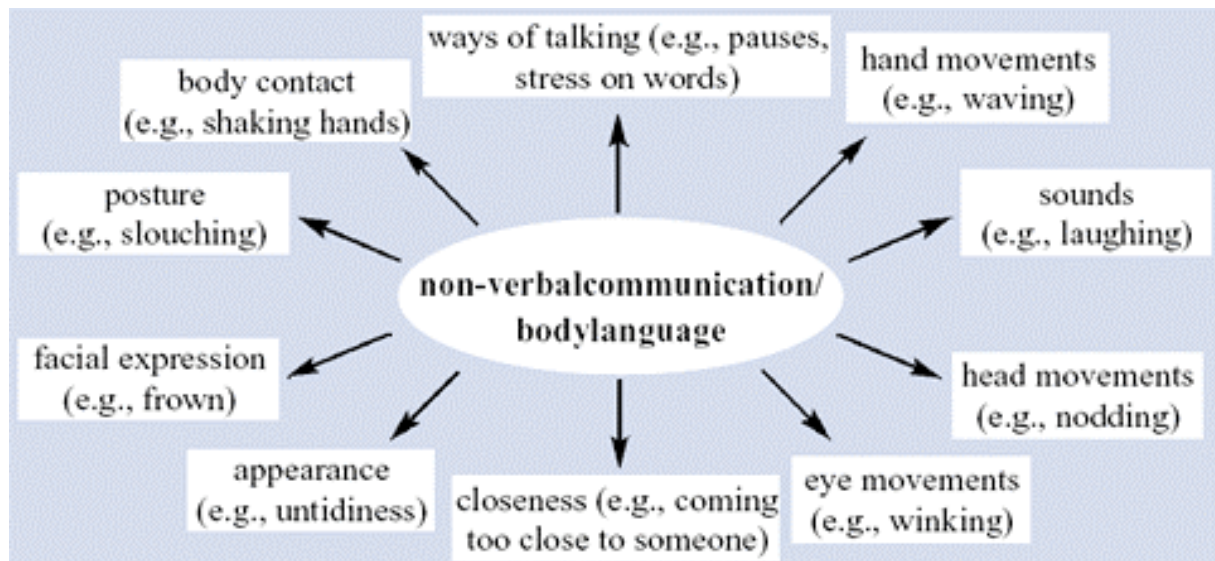 ways of talking (e.g., pauses,
stress on words)
hand movements
(e.g., waving)
body contact
(e.g., shaking hands)
posture
(e.g., slouching)
sounds
(e.g., laughing)
non-verbalcommunication/
bodylanguage
facial expression
(e.g., frown)
head movements
(e.g., nodding)
appearance
(e.g., untidiness)
closeness (e.g., coming
too close to someone)
eye movements
(e.g., winking)